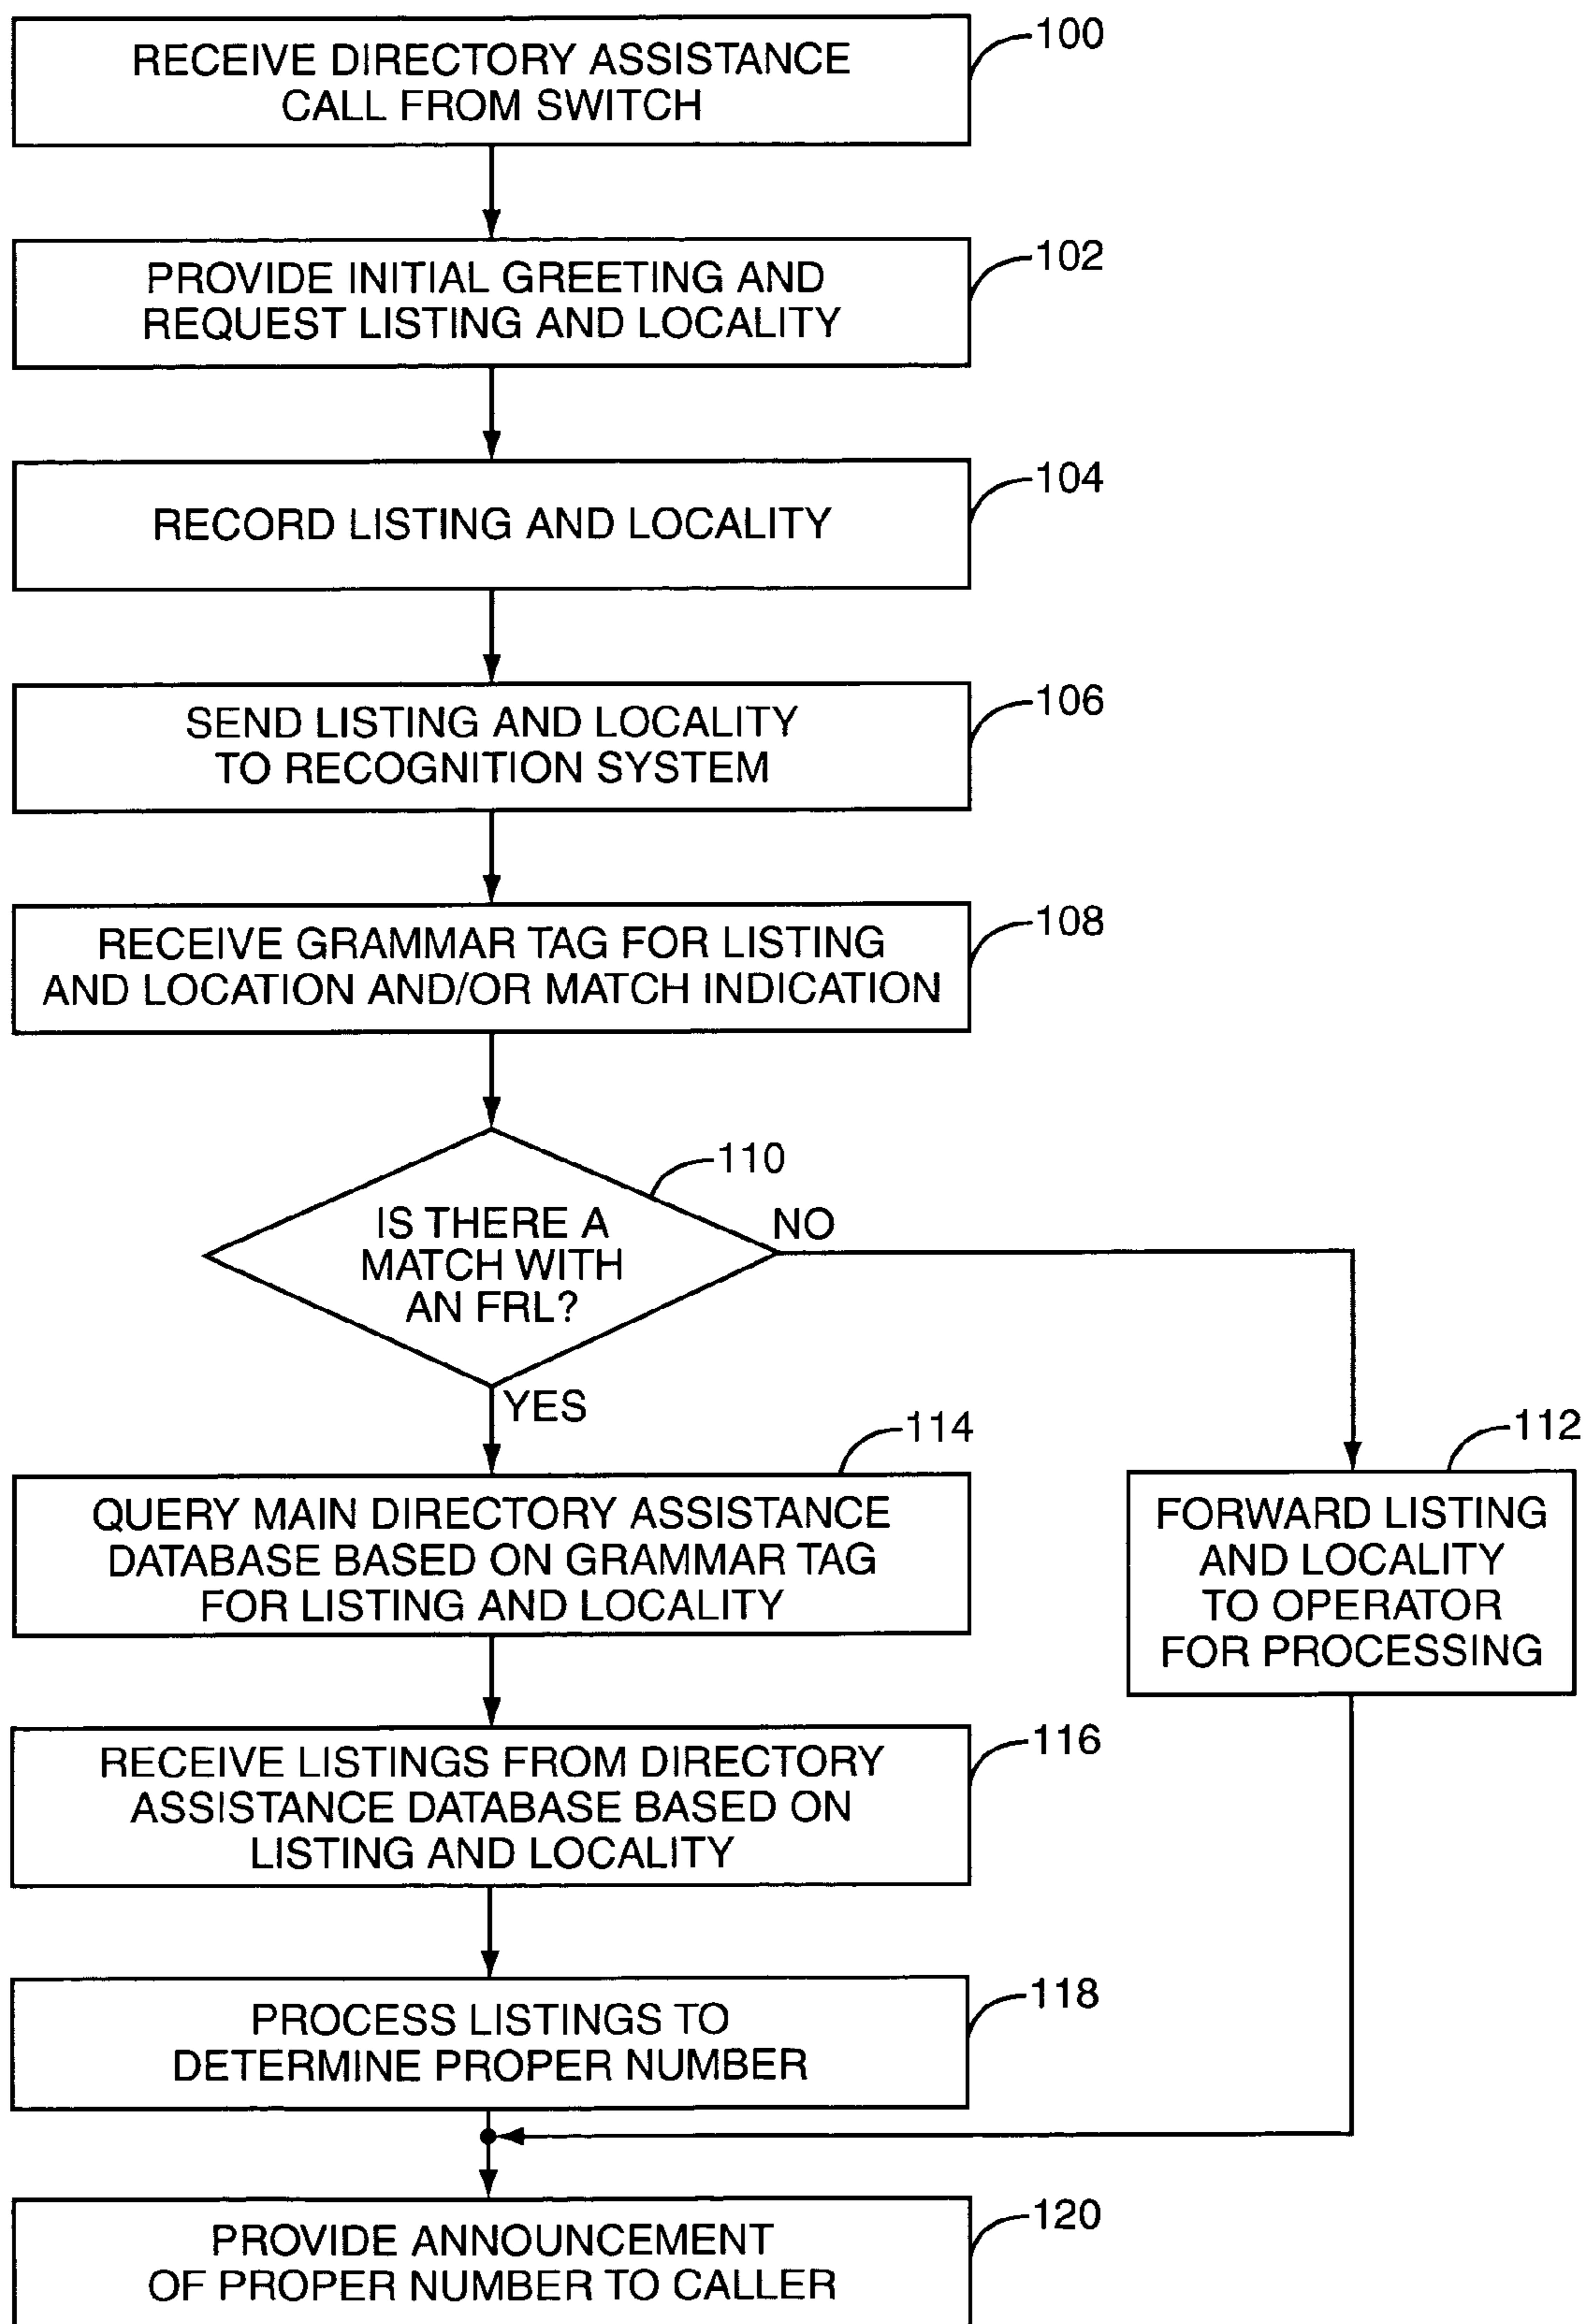 RECEIVE DIRECTORY ASSISTANCE
CALL FROM SWITCH
100
PROVIDE INITIAL GREETING AND
REQUEST LISTING AND LOCALITY
102
RECORD LISTING AND LOCALITY
104
SEND LISTING AND LOCALITY
TO RECOGNITION SYSTEM
106
RECEIVE GRAMMAR TAG FOR LISTING
AND LOCATION AND/OR MATCH INDICATION
108
IS THERE A
MATCH WITH
AN FRL?
110
NO
YES
QUERY MAIN DIRECTORY ASSISTANCE
DATABASE BASED ON GRAMMAR TAG
FOR LISTING AND LOCALITY
114
FORWARD LISTING
AND LOCALITY
TO OPERATOR
FOR PROCESSING
112
RECEIVE LISTINGS FROM DIRECTORY
ASSISTANCE DATABASE BASED ON
LISTING AND LOCALITY
116
PROCESS LISTINGS TO
DETERMINE PROPER NUMBER
118
PROVIDE ANNOUNCEMENT
OF PROPER NUMBER TO CALLER
120